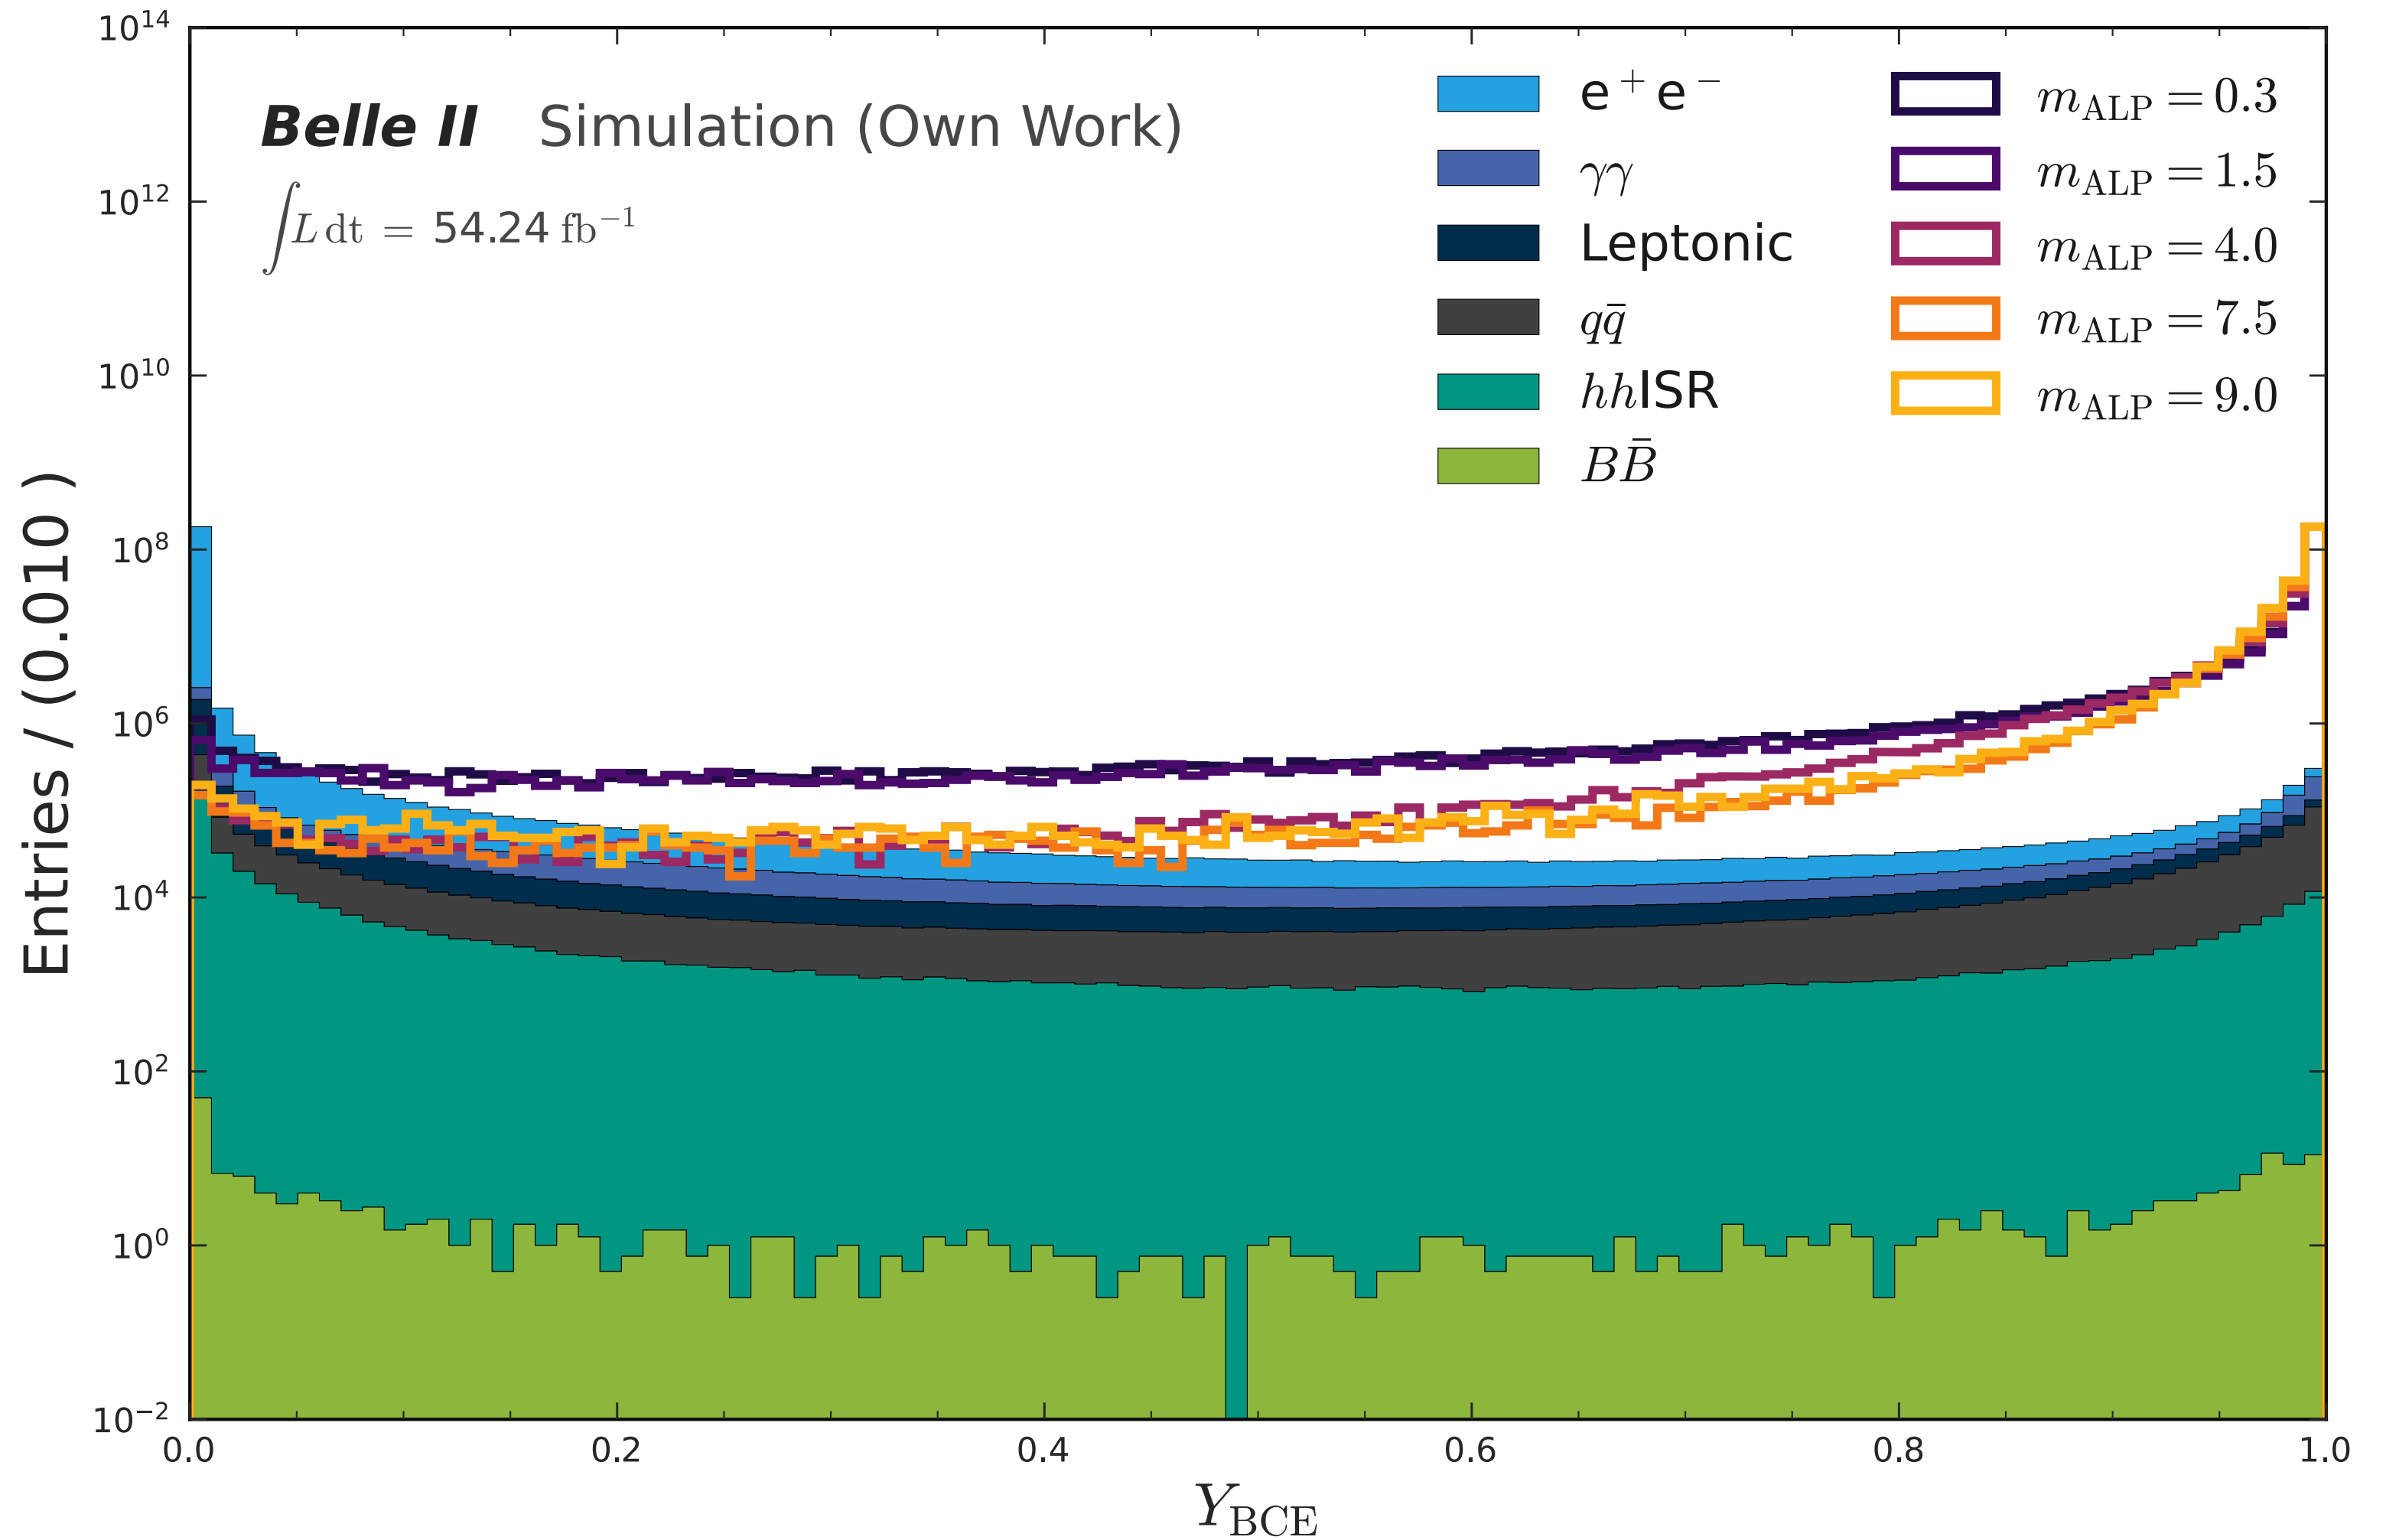 Belle II Simulation (Own Work)
∫L dt = 54.24 fb⁻¹
e⁺e⁻
γγ
Leptonic
qq̄
hhISR
BB̄
m_ALP = 0.3
m_ALP = 1.5
m_ALP = 4.0
m_ALP = 7.5
m_ALP = 9.0
Entries / (0.010 )
10¹⁴
10¹²
10¹⁰
10⁸
10⁶
10⁴
10²
10⁰
10⁻²
0.0 0.2 0.4 0.6 0.8 1.0
Y_BCE